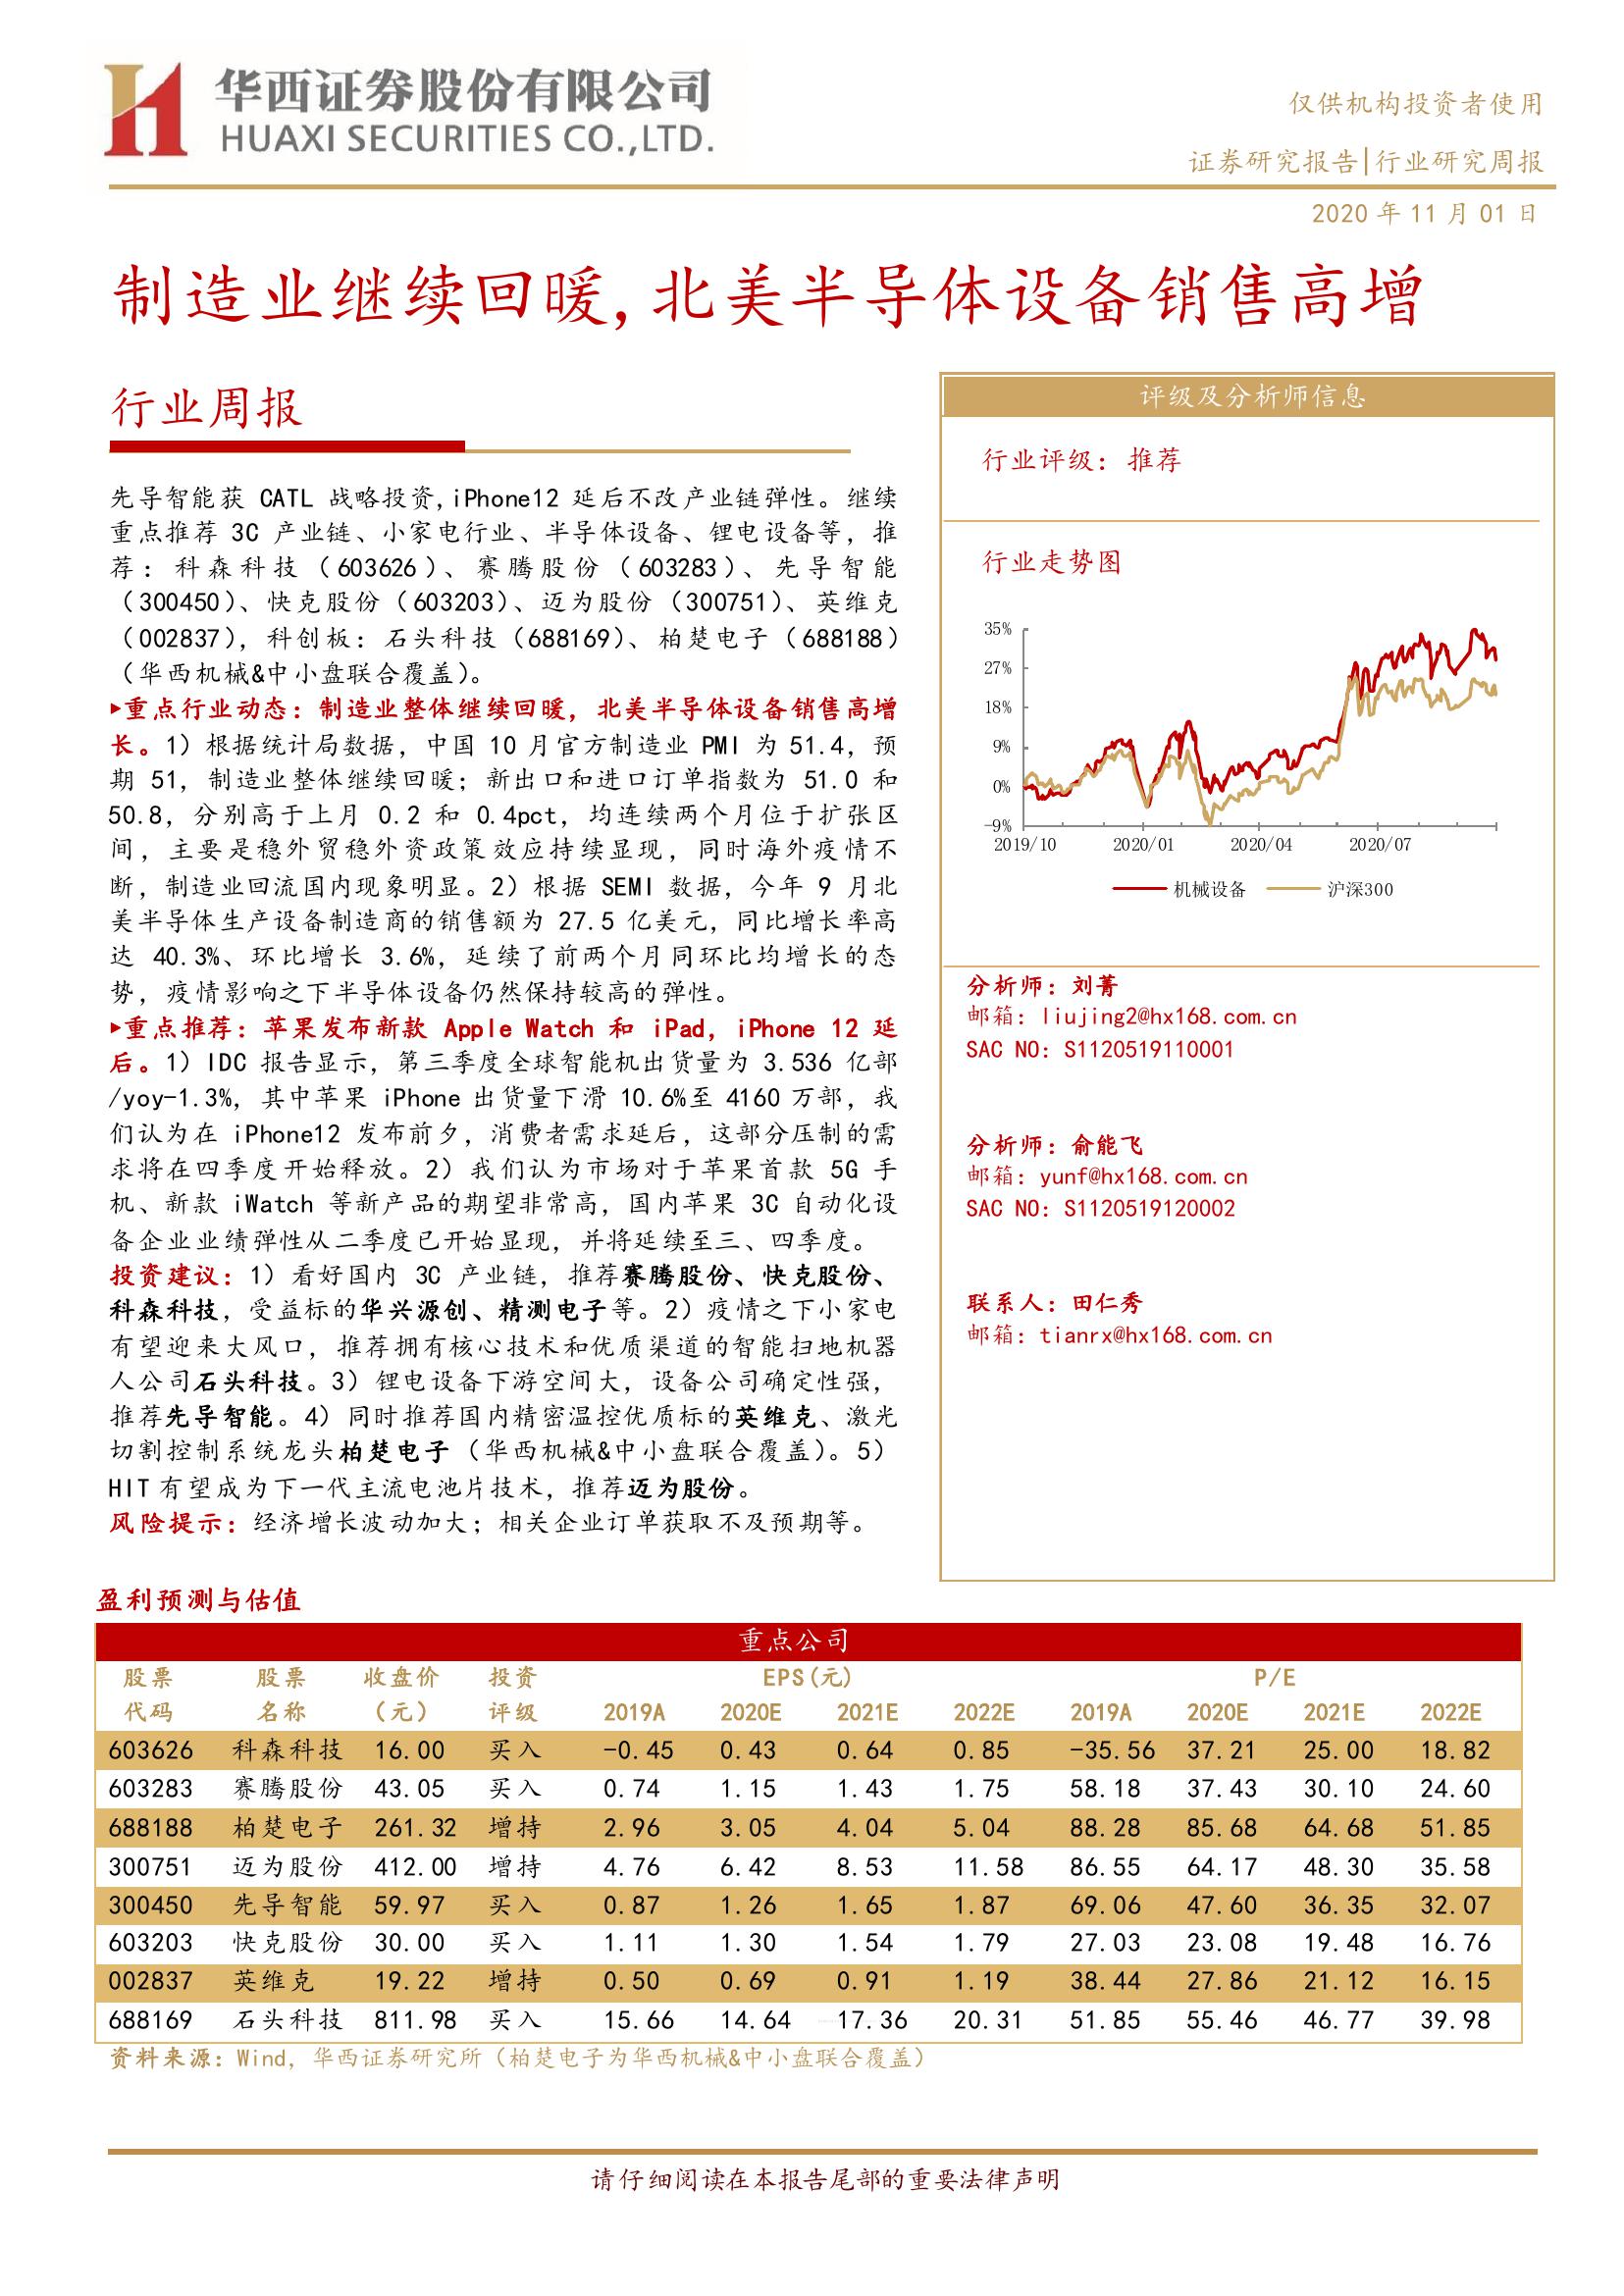 华西证券股份有限公司
HUAXI SECURITIES CO.,LTD.
仅供机构投资者使用
证券研究报告|行业研究周报
2020 年 11 月 01 日
制造业继续回暖,北美半导体设备销售高增
行业周报
先导智能获 CATL 战略投资,iPhone12 延后不改产业链弹性。继续
重点推荐 3C 产业链、小家电行业、半导体设备、锂电设备等，推
荐：科森科技（603626）、赛腾股份（603283）、先导智能
（300450）、快克股份（603203）、迈为股份（300751）、英维克
（002837），科创板：石头科技（688169）、柏楚电子（688188）
（华西机械&中小盘联合覆盖）。
▸重点行业动态：制造业整体继续回暖，北美半导体设备销售高增
长。1）根据统计局数据，中国 10 月官方制造业 PMI 为 51.4，预
期 51，制造业整体继续回暖；新出口和进口订单指数为 51.0 和
50.8，分别高于上月 0.2 和 0.4pct，均连续两个月位于扩张区
间，主要是稳外贸稳外资政策效应持续显现，同时海外疫情不
断，制造业回流国内现象明显。2）根据 SEMI 数据，今年 9 月北
美半导体生产设备制造商的销售额为 27.5 亿美元，同比增长率高
达 40.3%、环比增长 3.6%，延续了前两个月同环比均增长的态
势，疫情影响之下半导体设备仍然保持较高的弹性。
▸重点推荐：苹果发布新款 Apple Watch 和 iPad，iPhone 12 延
后。1）IDC 报告显示，第三季度全球智能机出货量为 3.536 亿部
/yoy-1.3%，其中苹果 iPhone 出货量下滑 10.6%至 4160 万部，我
们认为在 iPhone12 发布前夕，消费者需求延后，这部分压制的需
求将在四季度开始释放。2）我们认为市场对于苹果首款 5G 手
机、新款 iWatch 等新产品的期望非常高，国内苹果 3C 自动化设
备企业业绩弹性从二季度已开始显现，并将延续至三、四季度。
投资建议：1）看好国内 3C 产业链，推荐赛腾股份、快克股份、
科森科技，受益标的华兴源创、精测电子等。2）疫情之下小家电
有望迎来大风口，推荐拥有核心技术和优质渠道的智能扫地机器
人公司石头科技。3）锂电设备下游空间大，设备公司确定性强，
推荐先导智能。4）同时推荐国内精密温控优质标的英维克、激光
切割控制系统龙头柏楚电子（华西机械&中小盘联合覆盖）。5）
HIT 有望成为下一代主流电池片技术，推荐迈为股份。
风险提示：经济增长波动加大；相关企业订单获取不及预期等。
评级及分析师信息
行业评级：推荐
行业走势图
35%
27%
18%
9%
0%
-9%
2019/10 2020/01 2020/04 2020/07
机械设备 沪深300
分析师：刘菁
邮箱：liujing2@hx168.com.cn
SAC NO：S1120519110001
分析师：俞能飞
邮箱：yunf@hx168.com.cn
SAC NO：S1120519120002
联系人：田仁秀
邮箱：tianrx@hx168.com.cn
盈利预测与估值
重点公司
股票 股票 收盘价 投资 EPS(元) P/E
代码 名称 （元） 评级 2019A 2020E 2021E 2022E 2019A 2020E 2021E 2022E
603626 科森科技 16.00 买入 -0.45 0.43 0.64 0.85 -35.56 37.21 25.00 18.82
603283 赛腾股份 43.05 买入 0.74 1.15 1.43 1.75 58.18 37.43 30.10 24.60
688188 柏楚电子 261.32 增持 2.96 3.05 4.04 5.04 88.28 85.68 64.68 51.85
300751 迈为股份 412.00 增持 4.76 6.42 8.53 11.58 86.55 64.17 48.30 35.58
300450 先导智能 59.97 买入 0.87 1.26 1.65 1.87 69.06 47.60 36.35 32.07
603203 快克股份 30.00 买入 1.11 1.30 1.54 1.79 27.03 23.08 19.48 16.76
002837 英维克 19.22 增持 0.50 0.69 0.91 1.19 38.44 27.86 21.12 16.15
688169 石头科技 811.98 买入 15.66 14.64 17.36 20.31 51.85 55.46 46.77 39.98
资料来源：Wind，华西证券研究所（柏楚电子为华西机械&中小盘联合覆盖）
请仔细阅读在本报告尾部的重要法律声明